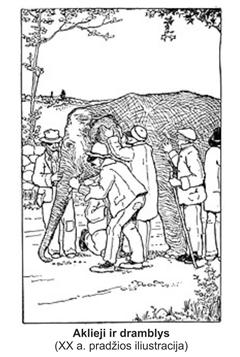 Aklieji ir dramblys
(XX a. pradžios iliustracija)